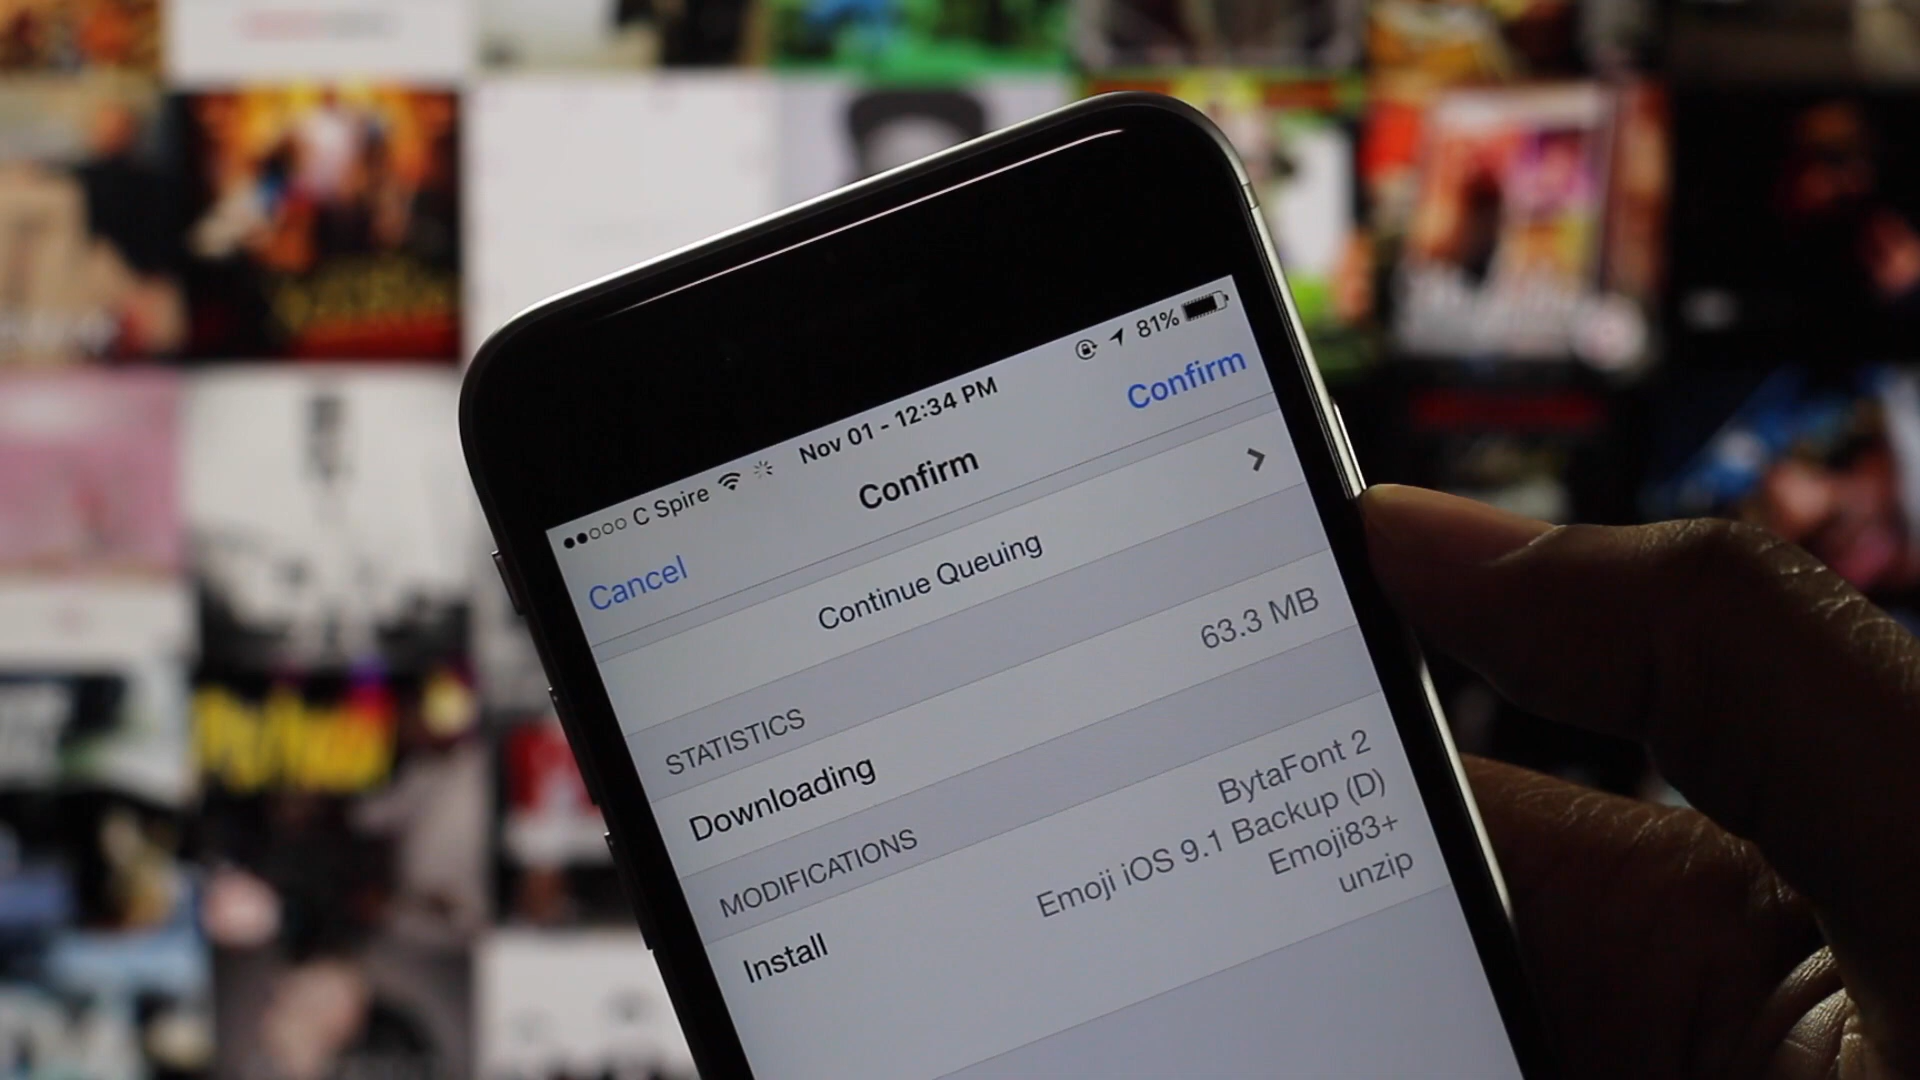 C Spire Nov 01 - 12:34 PM 81%
Cancel Confirm Confirm
Continue Queuing
STATISTICS
Downloading 63.3 MB
MODIFICATIONS
Install BytaFont 2
Emoji iOS 9.1 Backup (D)
Emoji83+
unzip